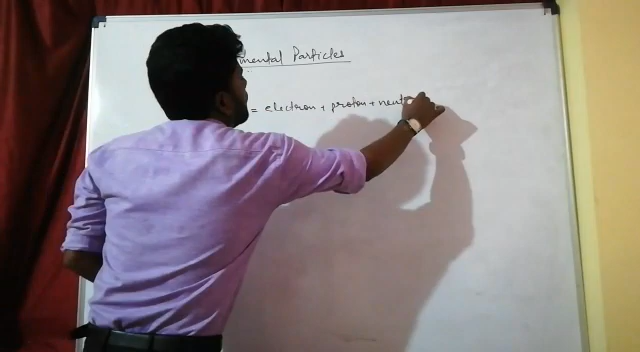 mental Particles
= electron + proton + neut